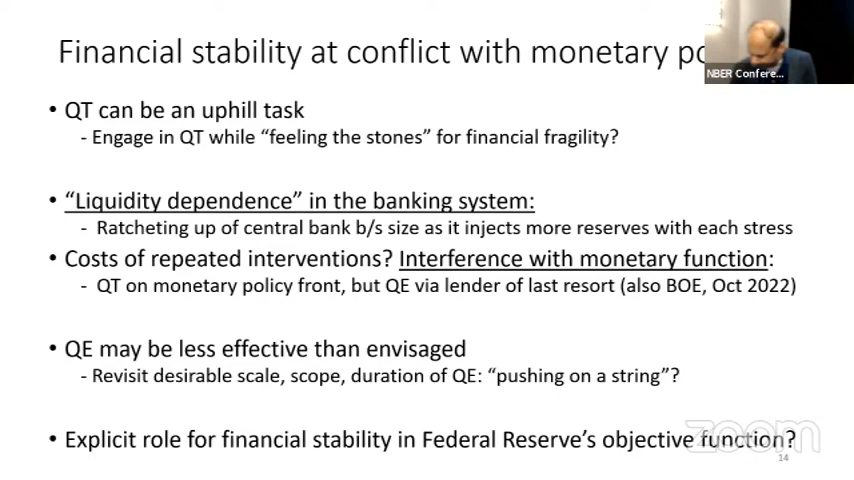 Financial stability at conflict with monetary po
NBER Confere...
• QT can be an uphill task
- Engage in QT while “feeling the stones” for financial fragility?
• “Liquidity dependence” in the banking system:
- Ratcheting up of central bank b/s size as it injects more reserves with each stress
• Costs of repeated interventions? Interference with monetary function:
- QT on monetary policy front, but QE via lender of last resort (also BOE, Oct 2022)
• QE may be less effective than envisaged
- Revisit desirable scale, scope, duration of QE: “pushing on a string”?
• Explicit role for financial stability in Federal Reserve’s objective function?
zoom
14